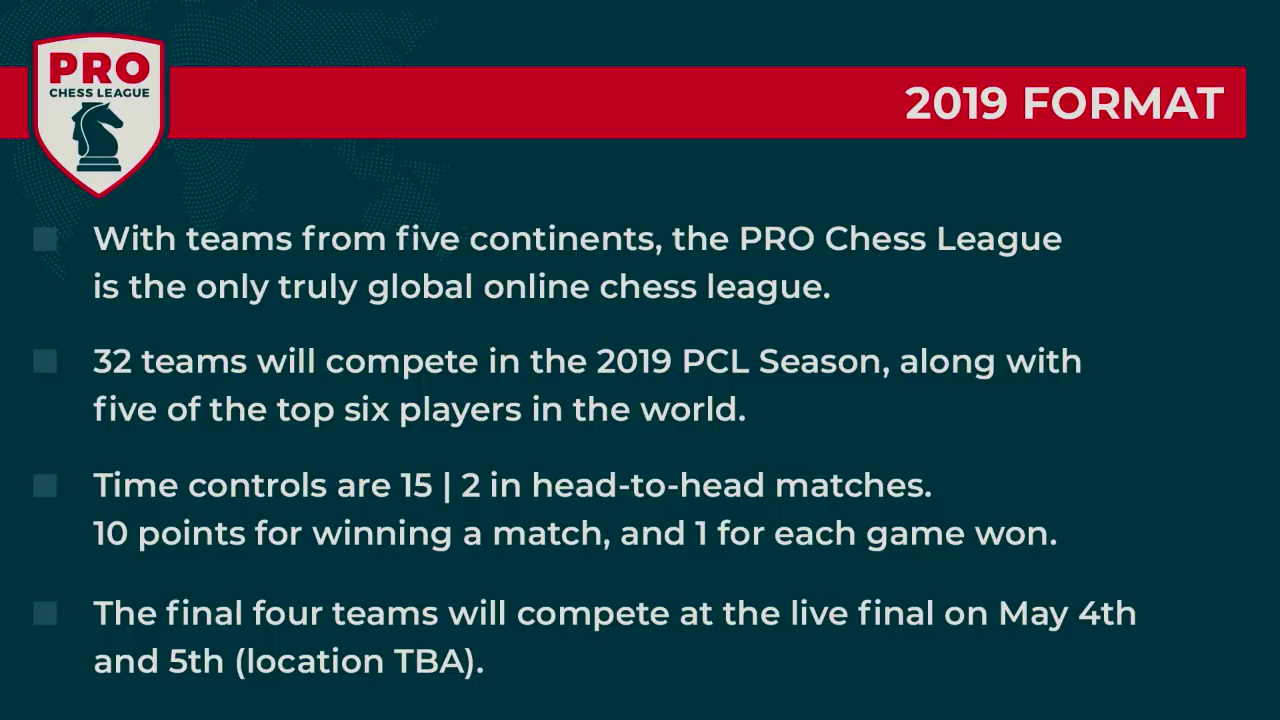 PRO
CHESS LEAGUE
2019 FORMAT
With teams from five continents, the PRO Chess League
is the only truly global online chess league.
32 teams will compete in the 2019 PCL Season, along with
five of the top six players in the world.
Time controls are 15 | 2 in head-to-head matches.
10 points for winning a match, and 1 for each game won.
The final four teams will compete at the live final on May 4th
and 5th (location TBA).